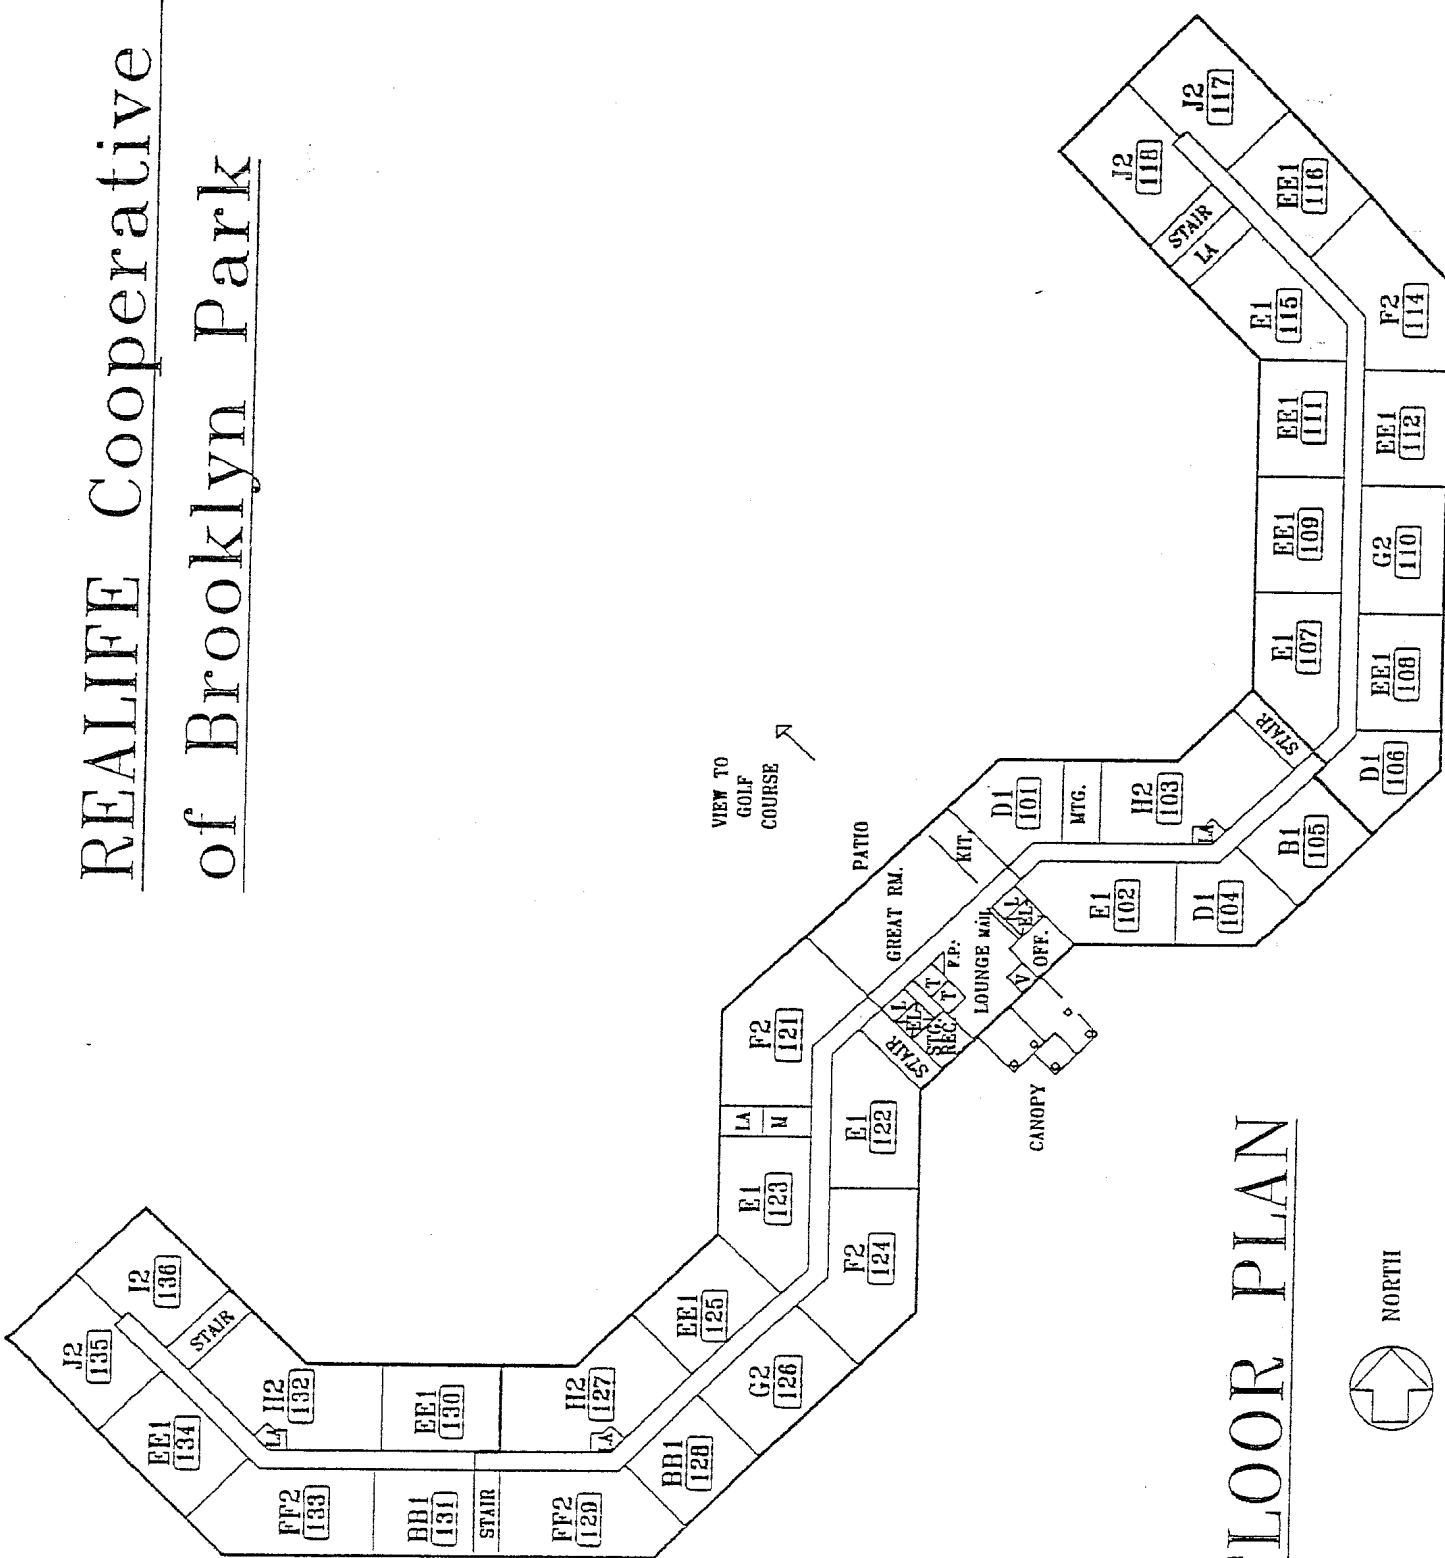 REALIFE Cooperative
of Brooklyn Park
J2
135
I2
136
STAIR
EE1
134
H2
132
LA
FF2
133
EE1
130
BB1
131
STAIR
H2
127
LA
FF2
129
BB1
128
EE1
125
G2
126
E1
123
LA
M
F2
121
F2
124
E1
122
STAIR
STG.
REC.
EL.
L
T
T
F.P.
LOUNGE
MAIL
GREAT RM.
KIT.
PATIO
VIEW TO
GOLF
COURSE
V
OFF.
EL.
L
CANOPY
D1
101
MTG.
H2
103
LA
E1
102
D1
104
B1
105
STAIR
D1
106
E1
107
EE1
108
EE1
109
G2
110
EE1
111
EE1
112
E1
115
F2
114
LA
STAIR
EE1
116
J2
118
J2
117
LOOR PLAN
NORTH